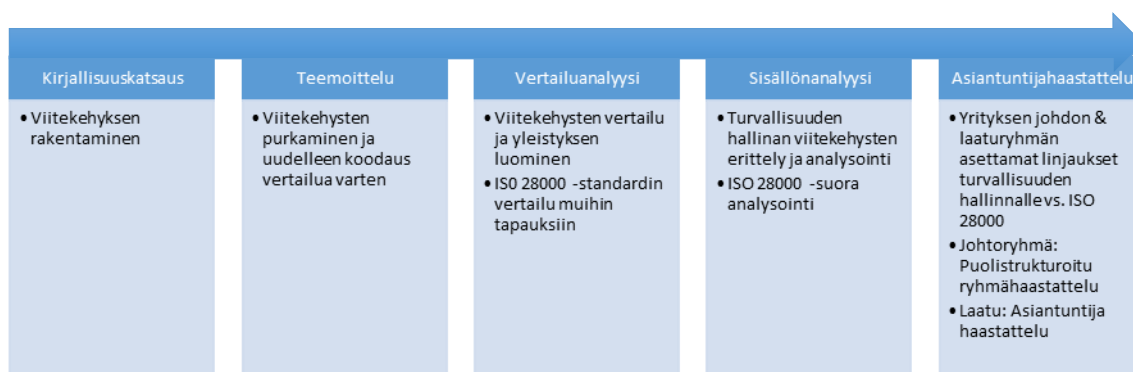 Kirjallisuuskatsaus
• Viitekehyksen
rakentaminen
Teemoittelu
• Viitekehysten
purkaminen ja
uudelleen koodaus
vertailua varten
Vertailuanalyysi
• Viitekehysten vertailu
ja yleistyksen
luominen
• IS0 28000 -standardin
vertailu muihin
tapauksiin
Sisällönanalyysi
• Turvallisuuden
hallinan viitekehysten
erittely ja analysointi
• ISO 28000 -suora
analysointi
Asiantuntijahaastattelu
• Yrityksen johdon &
laaturyhmän
asettamat linjaukset
turvallisuuden
hallinnalle vs. ISO
28000
• Johtoryhmä:
Puolistrukturoitu
ryhmähaastattelu
• Laatu: Asiantuntija
haastattelu